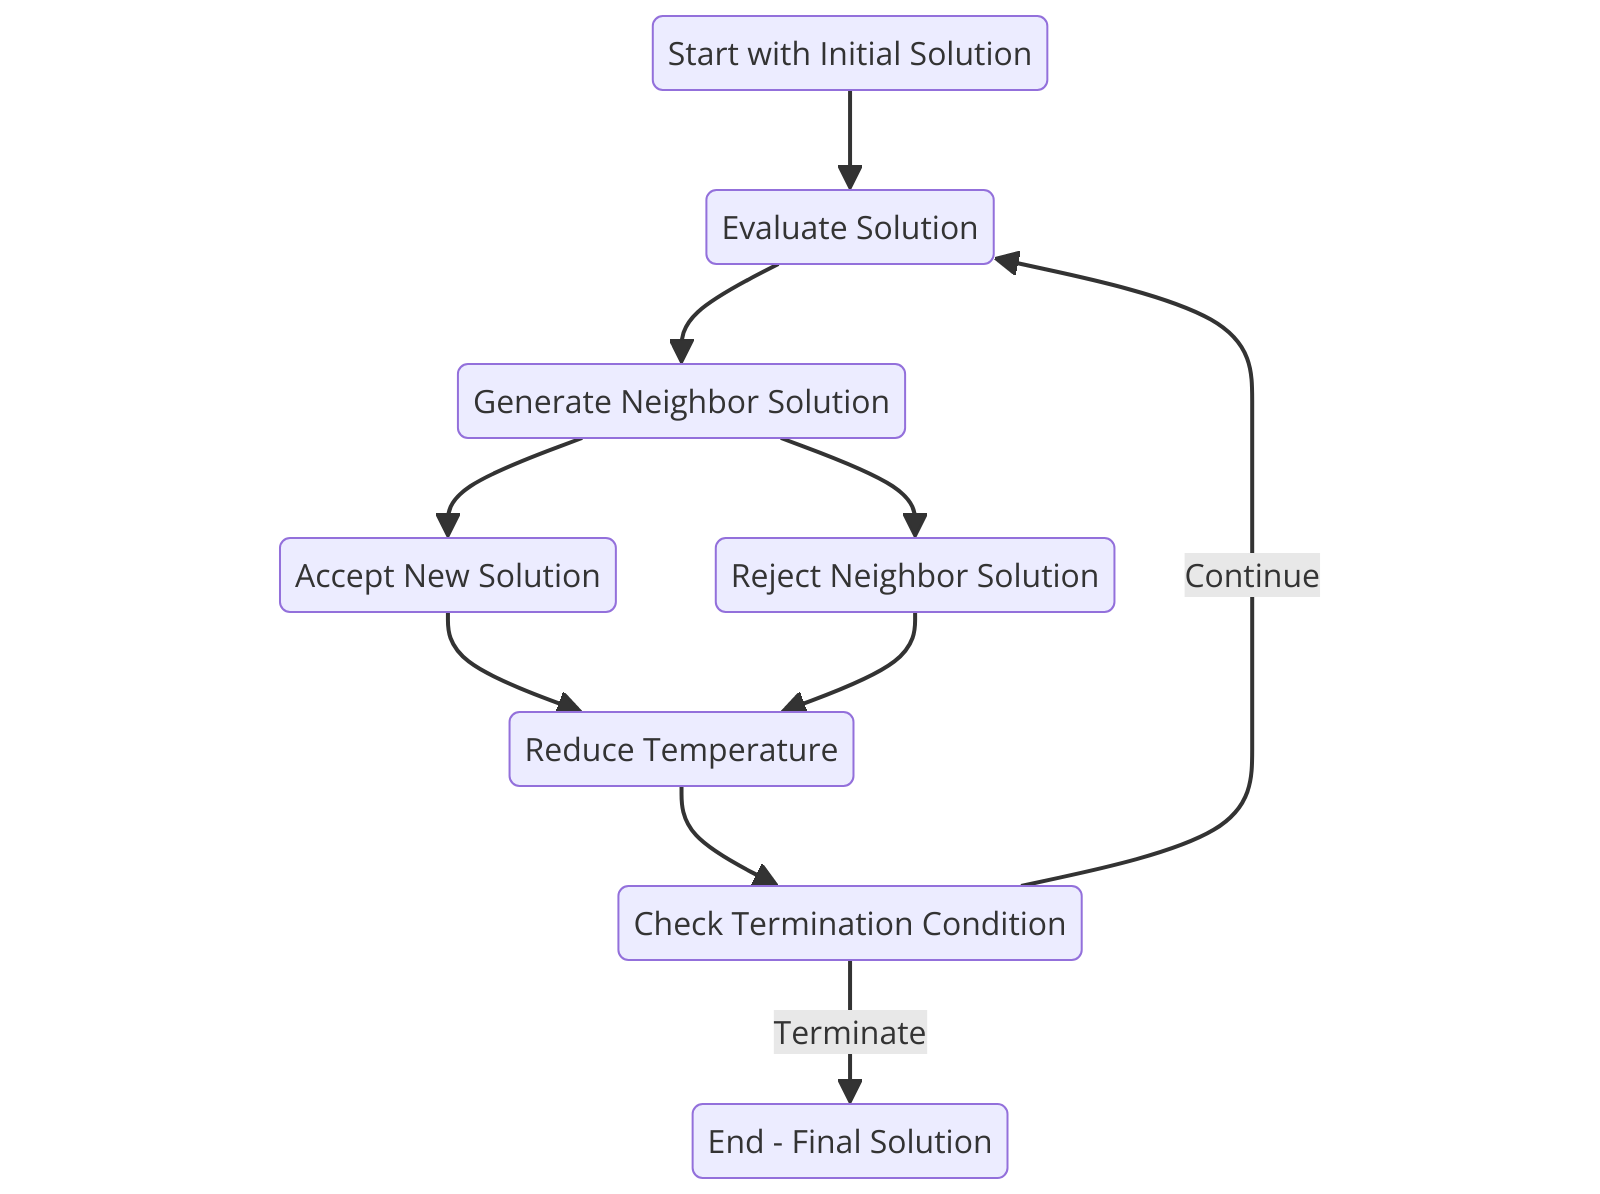 Start with Initial Solution
Evaluate Solution
Generate Neighbor Solution
Accept New Solution
Reject Neighbor Solution
Continue
Reduce Temperature
Check Termination Condition
Terminate
End - Final Solution